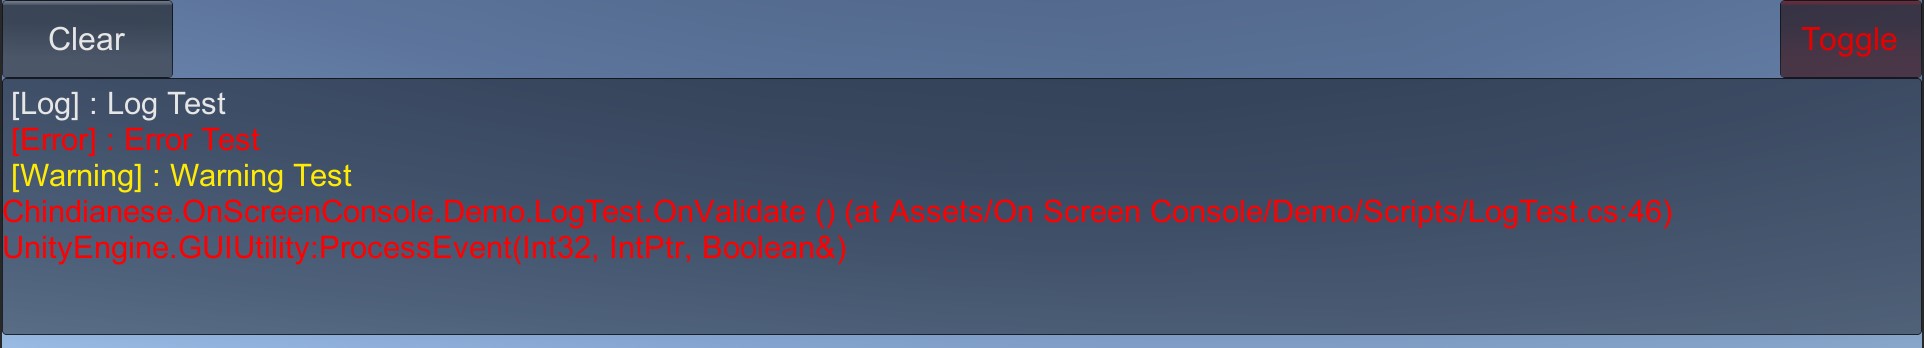 Clear
Toggle
[Log] : Log Test
[Error] : Error Test
[Warning] : Warning Test
Chindianese.OnScreenConsole.Demo.LogTest.OnValidate () (at Assets/On Screen Console/Demo/Scripts/LogTest.cs:46)
UnityEngine.GUIUtility:ProcessEvent(Int32, IntPtr, Boolean&)